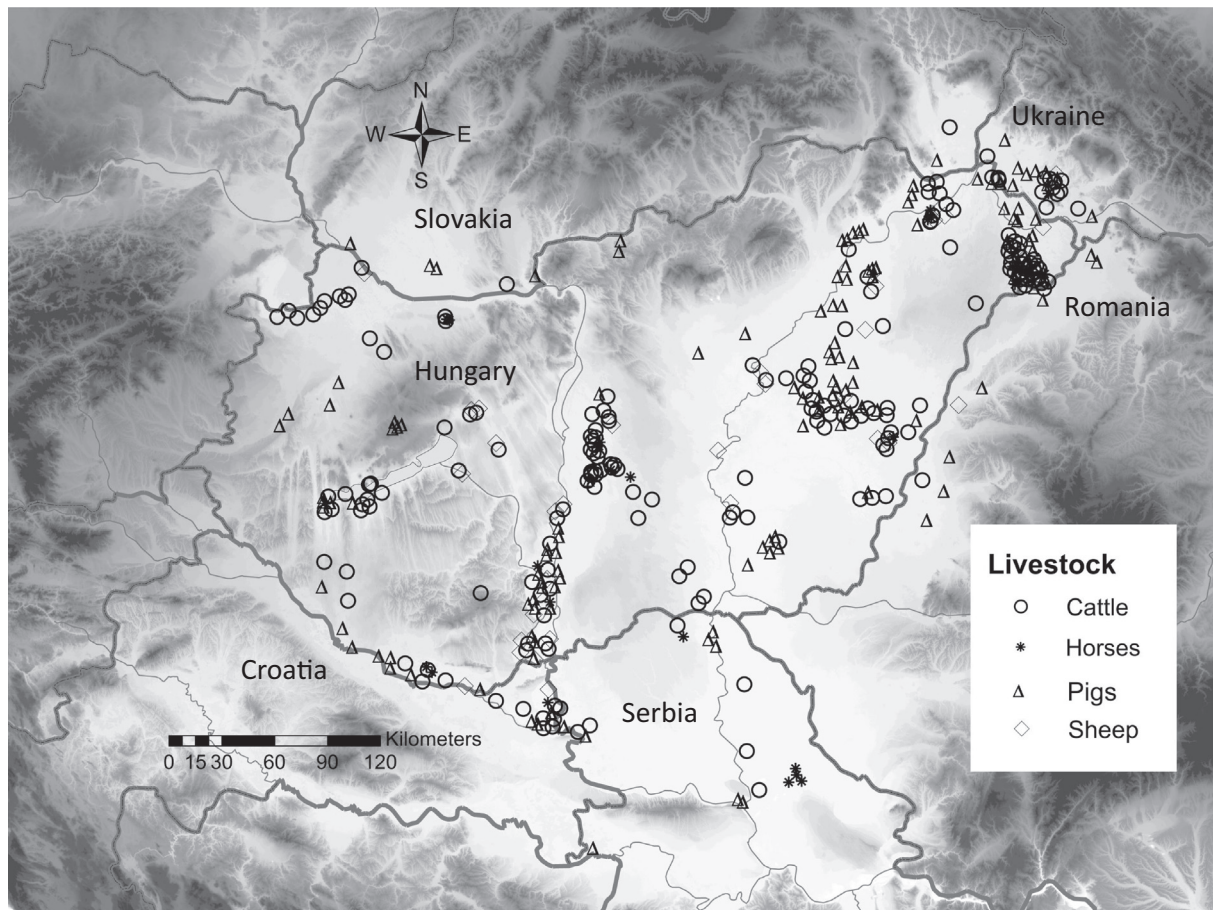 Ukraine
N
W E
S
Slovakia
Romania
Hungary
Livestock
Cattle
Horses
Pigs
Sheep
Croatia
Serbia
Kilometers
0 15 30 60 90 120